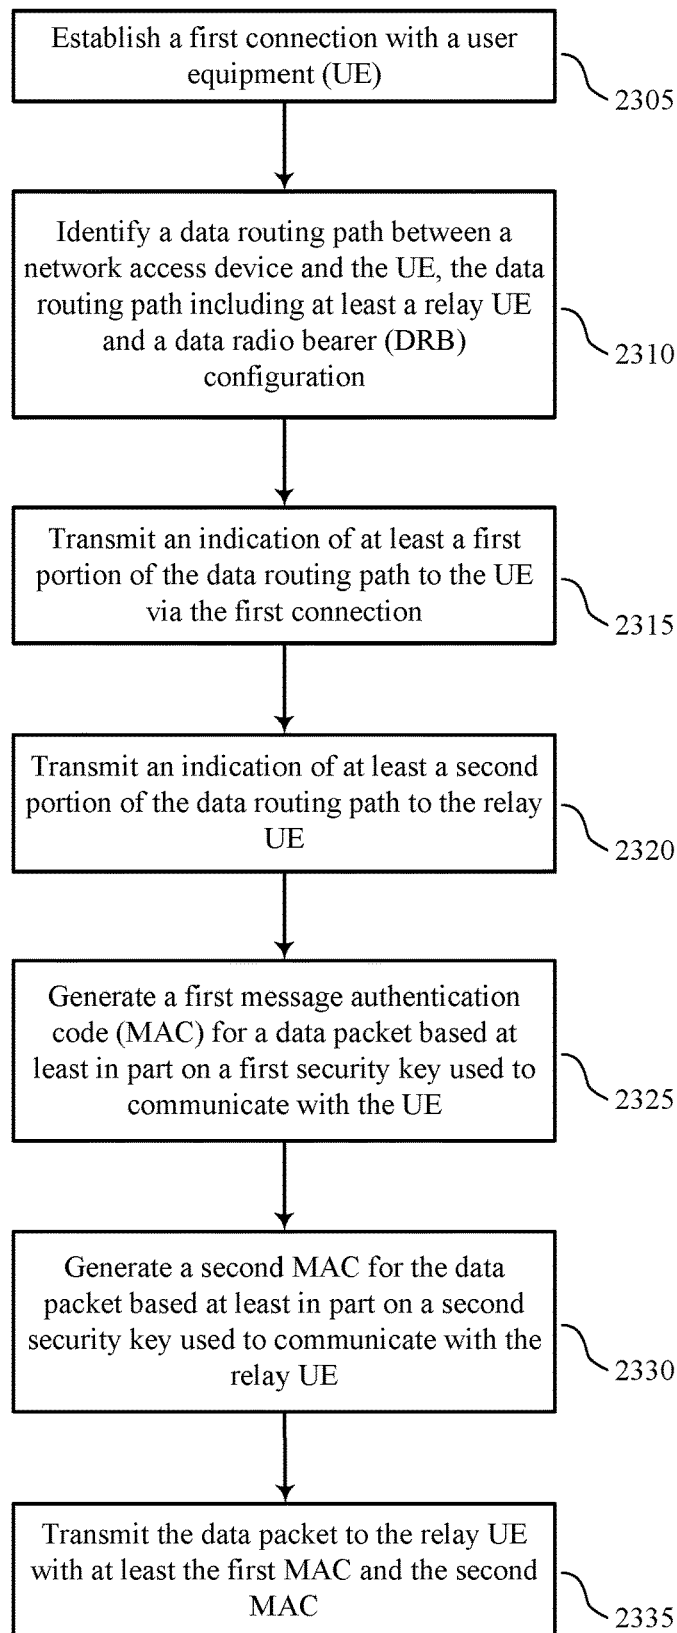 Establish a first connection with a user
equipment (UE)
2305
Identify a data routing path between a
network access device and the UE, the data
routing path including at least a relay UE
and a data radio bearer (DRB)
configuration
2310
Transmit an indication of at least a first
portion of the data routing path to the UE
via the first connection
2315
Transmit an indication of at least a second
portion of the data routing path to the relay
UE
2320
Generate a first message authentication
code (MAC) for a data packet based at
least in part on a first security key used to
communicate with the UE
2325
Generate a second MAC for the data
packet based at least in part on a second
security key used to communicate with the
relay UE
2330
Transmit the data packet to the relay UE
with at least the first MAC and the second
MAC
2335